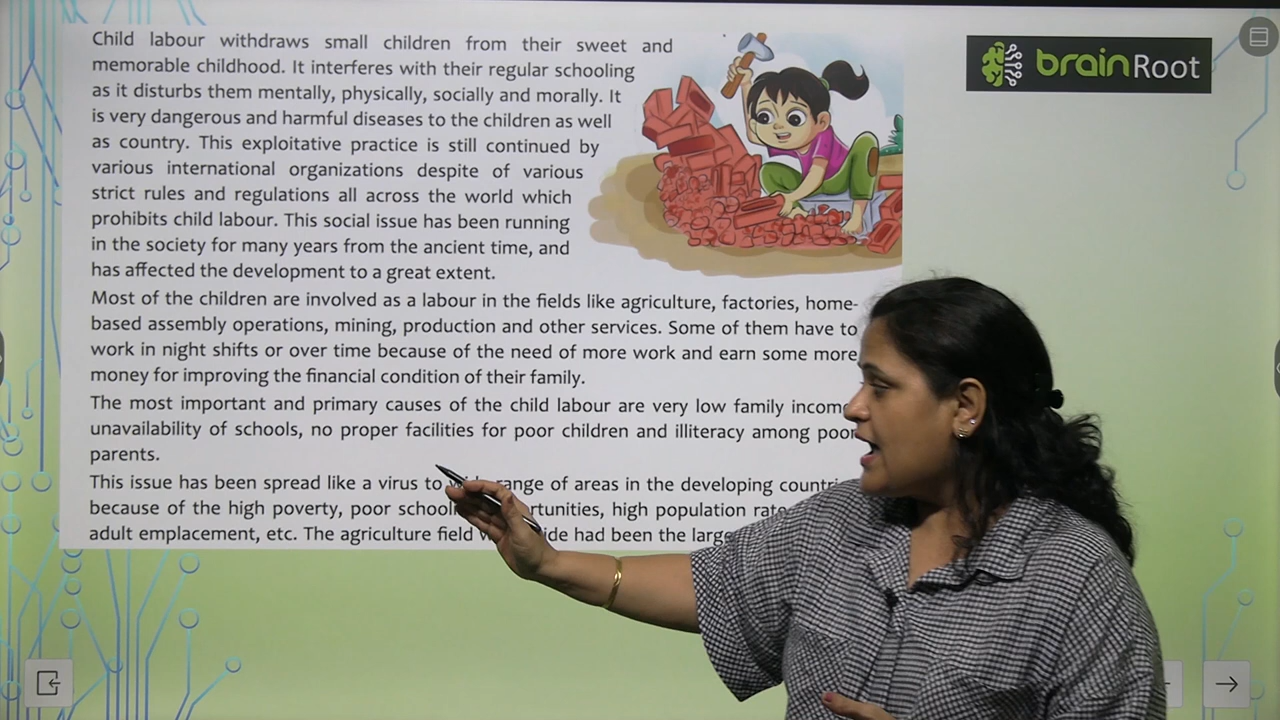 Child labour withdraws small children from their sweet and
memorable childhood. It interferes with their regular schooling
as it disturbs them mentally, physically, socially and morally. It
is very dangerous and harmful diseases to the children as well
as country. This exploitative practice is still continued by
various international organizations despite of various
strict rules and regulations all across the world which
prohibits child labour. This social issue has been running
in the society for many years from the ancient time, and
has affected the development to a great extent.
Most of the children are involved as a labour in the fields like agriculture, factories, home-
based assembly operations, mining, production and other services. Some of them have to
work in night shifts or over time because of the need of more work and earn some more
money for improving the financial condition of their family.
The most important and primary causes of the child labour are very low family income
unavailability of schools, no proper facilities for poor children and illiteracy among poor
parents.
This issue has been spread like a virus to range of areas in the developing
because of the high poverty, poor high population
adult emplacement, etc. The agriculture field had been the
brainRoot